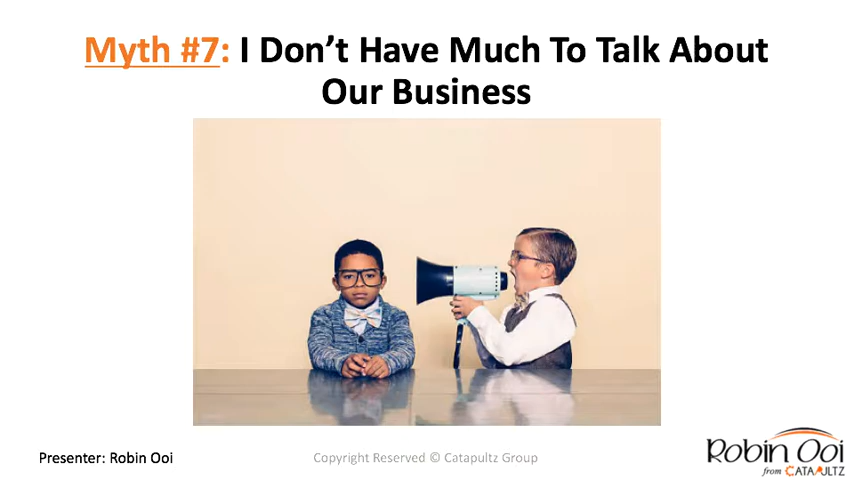 Myth #7: I Don't Have Much To Talk About
Our Business
Presenter: Robin Ooi
Copyright Reserved © Catapultz Group
Robin Ooi
from CATAPULTZ